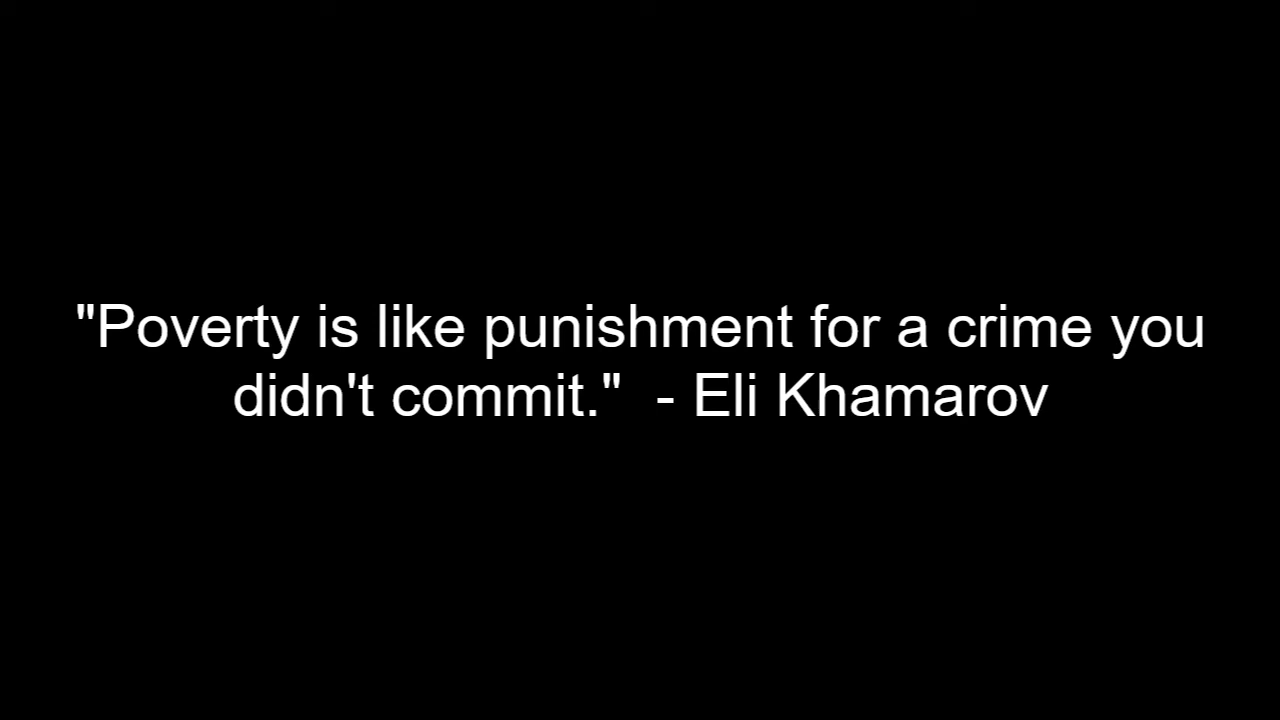 "Poverty is like punishment for a crime you
didn't commit."  - Eli Khamarov